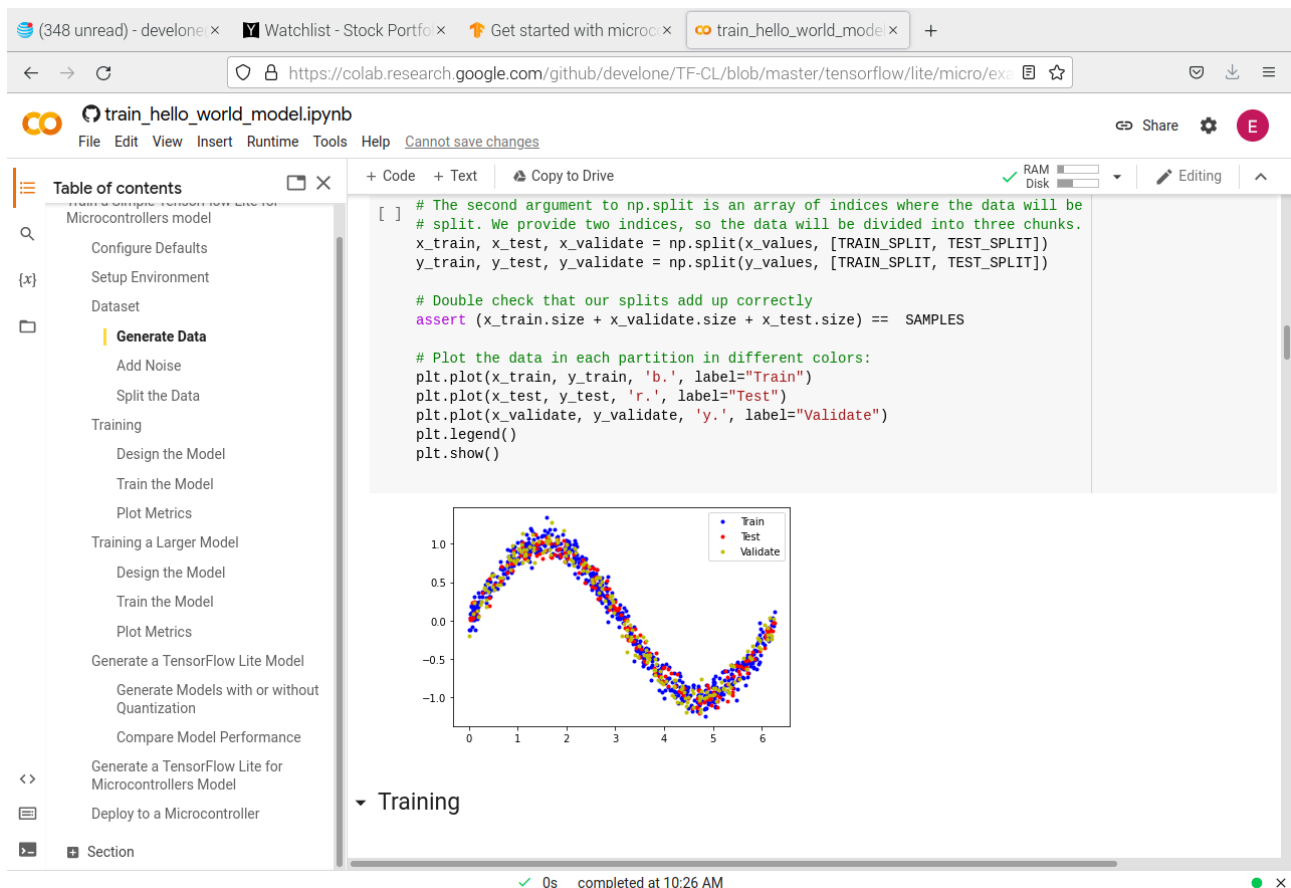 (348 unread) - develone
Watchlist - Stock Portfo
Get started with microc
train_hello_world_model
https://colab.research.google.com/github/develone/TF-CL/blob/master/tensorflow/lite/micro/exa
CO
train_hello_world_model.ipynb
File Edit View Insert Runtime Tools Help Cannot save changes
Share
E
Table of contents
Train a Simple TensorFlow Lite for
Microcontrollers model
Configure Defaults
Setup Environment
Dataset
Generate Data
Add Noise
Split the Data
Training
Design the Model
Train the Model
Plot Metrics
Training a Larger Model
Design the Model
Train the Model
Plot Metrics
Generate a TensorFlow Lite Model
Generate Models with or without
Quantization
Compare Model Performance
Generate a TensorFlow Lite for
Microcontrollers Model
Deploy to a Microcontroller
Section
{x}
+ Code + Text Copy to Drive
RAM
Disk
Editing
[ ]
# The second argument to np.split is an array of indices where the data will be
# split. We provide two indices, so the data will be divided into three chunks.
x_train, x_test, x_validate = np.split(x_values, [TRAIN_SPLIT, TEST_SPLIT])
y_train, y_test, y_validate = np.split(y_values, [TRAIN_SPLIT, TEST_SPLIT])
# Double check that our splits add up correctly
assert (x_train.size + x_validate.size + x_test.size) ==  SAMPLES
# Plot the data in each partition in different colors:
plt.plot(x_train, y_train, 'b.', label="Train")
plt.plot(x_test, y_test, 'r.', label="Test")
plt.plot(x_validate, y_validate, 'y.', label="Validate")
plt.legend()
plt.show()
Train
Test
Validate
1.0
0.5
0.0
−0.5
−1.0
0 1 2 3 4 5 6
Training
0s completed at 10:26 AM